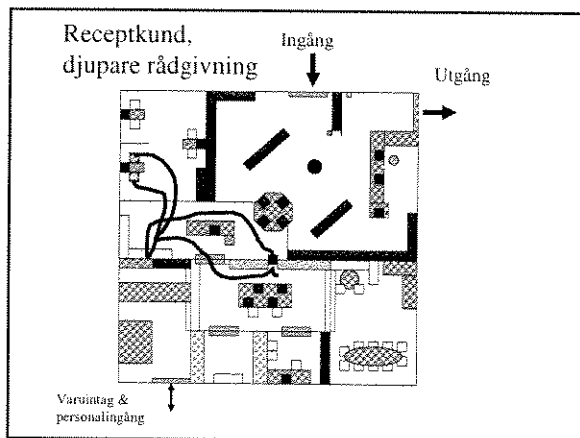 Receptkund,
djupare rådgivning
Ingång
Utgång
Varuintag &
personalingång